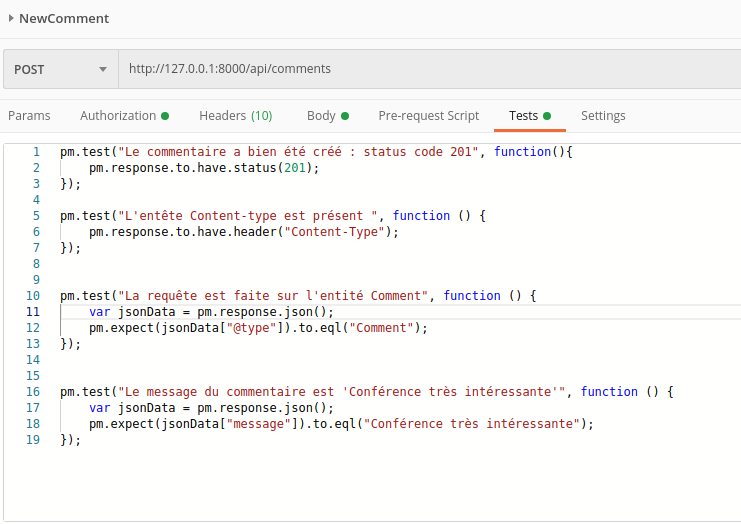 NewComment
POST http://127.0.0.1:8000/api/comments
Params Authorization Headers (10) Body Pre-request Script Tests Settings
1 pm.test("Le commentaire a bien été créé : status code 201", function(){
2     pm.response.to.have.status(201);
3 });
4
5 pm.test("L'entête Content-type est présent ", function () {
6     pm.response.to.have.header("Content-Type");
7 });
8
9
10 pm.test("La requête est faite sur l'entité Comment", function () {
11     var jsonData = pm.response.json();
12     pm.expect(jsonData["@type"]).to.eql("Comment");
13 });
14
15
16 pm.test("Le message du commentaire est 'Conférence très intéressante'", function () {
17     var jsonData = pm.response.json();
18     pm.expect(jsonData["message"]).to.eql("Conférence très intéressante");
19 });